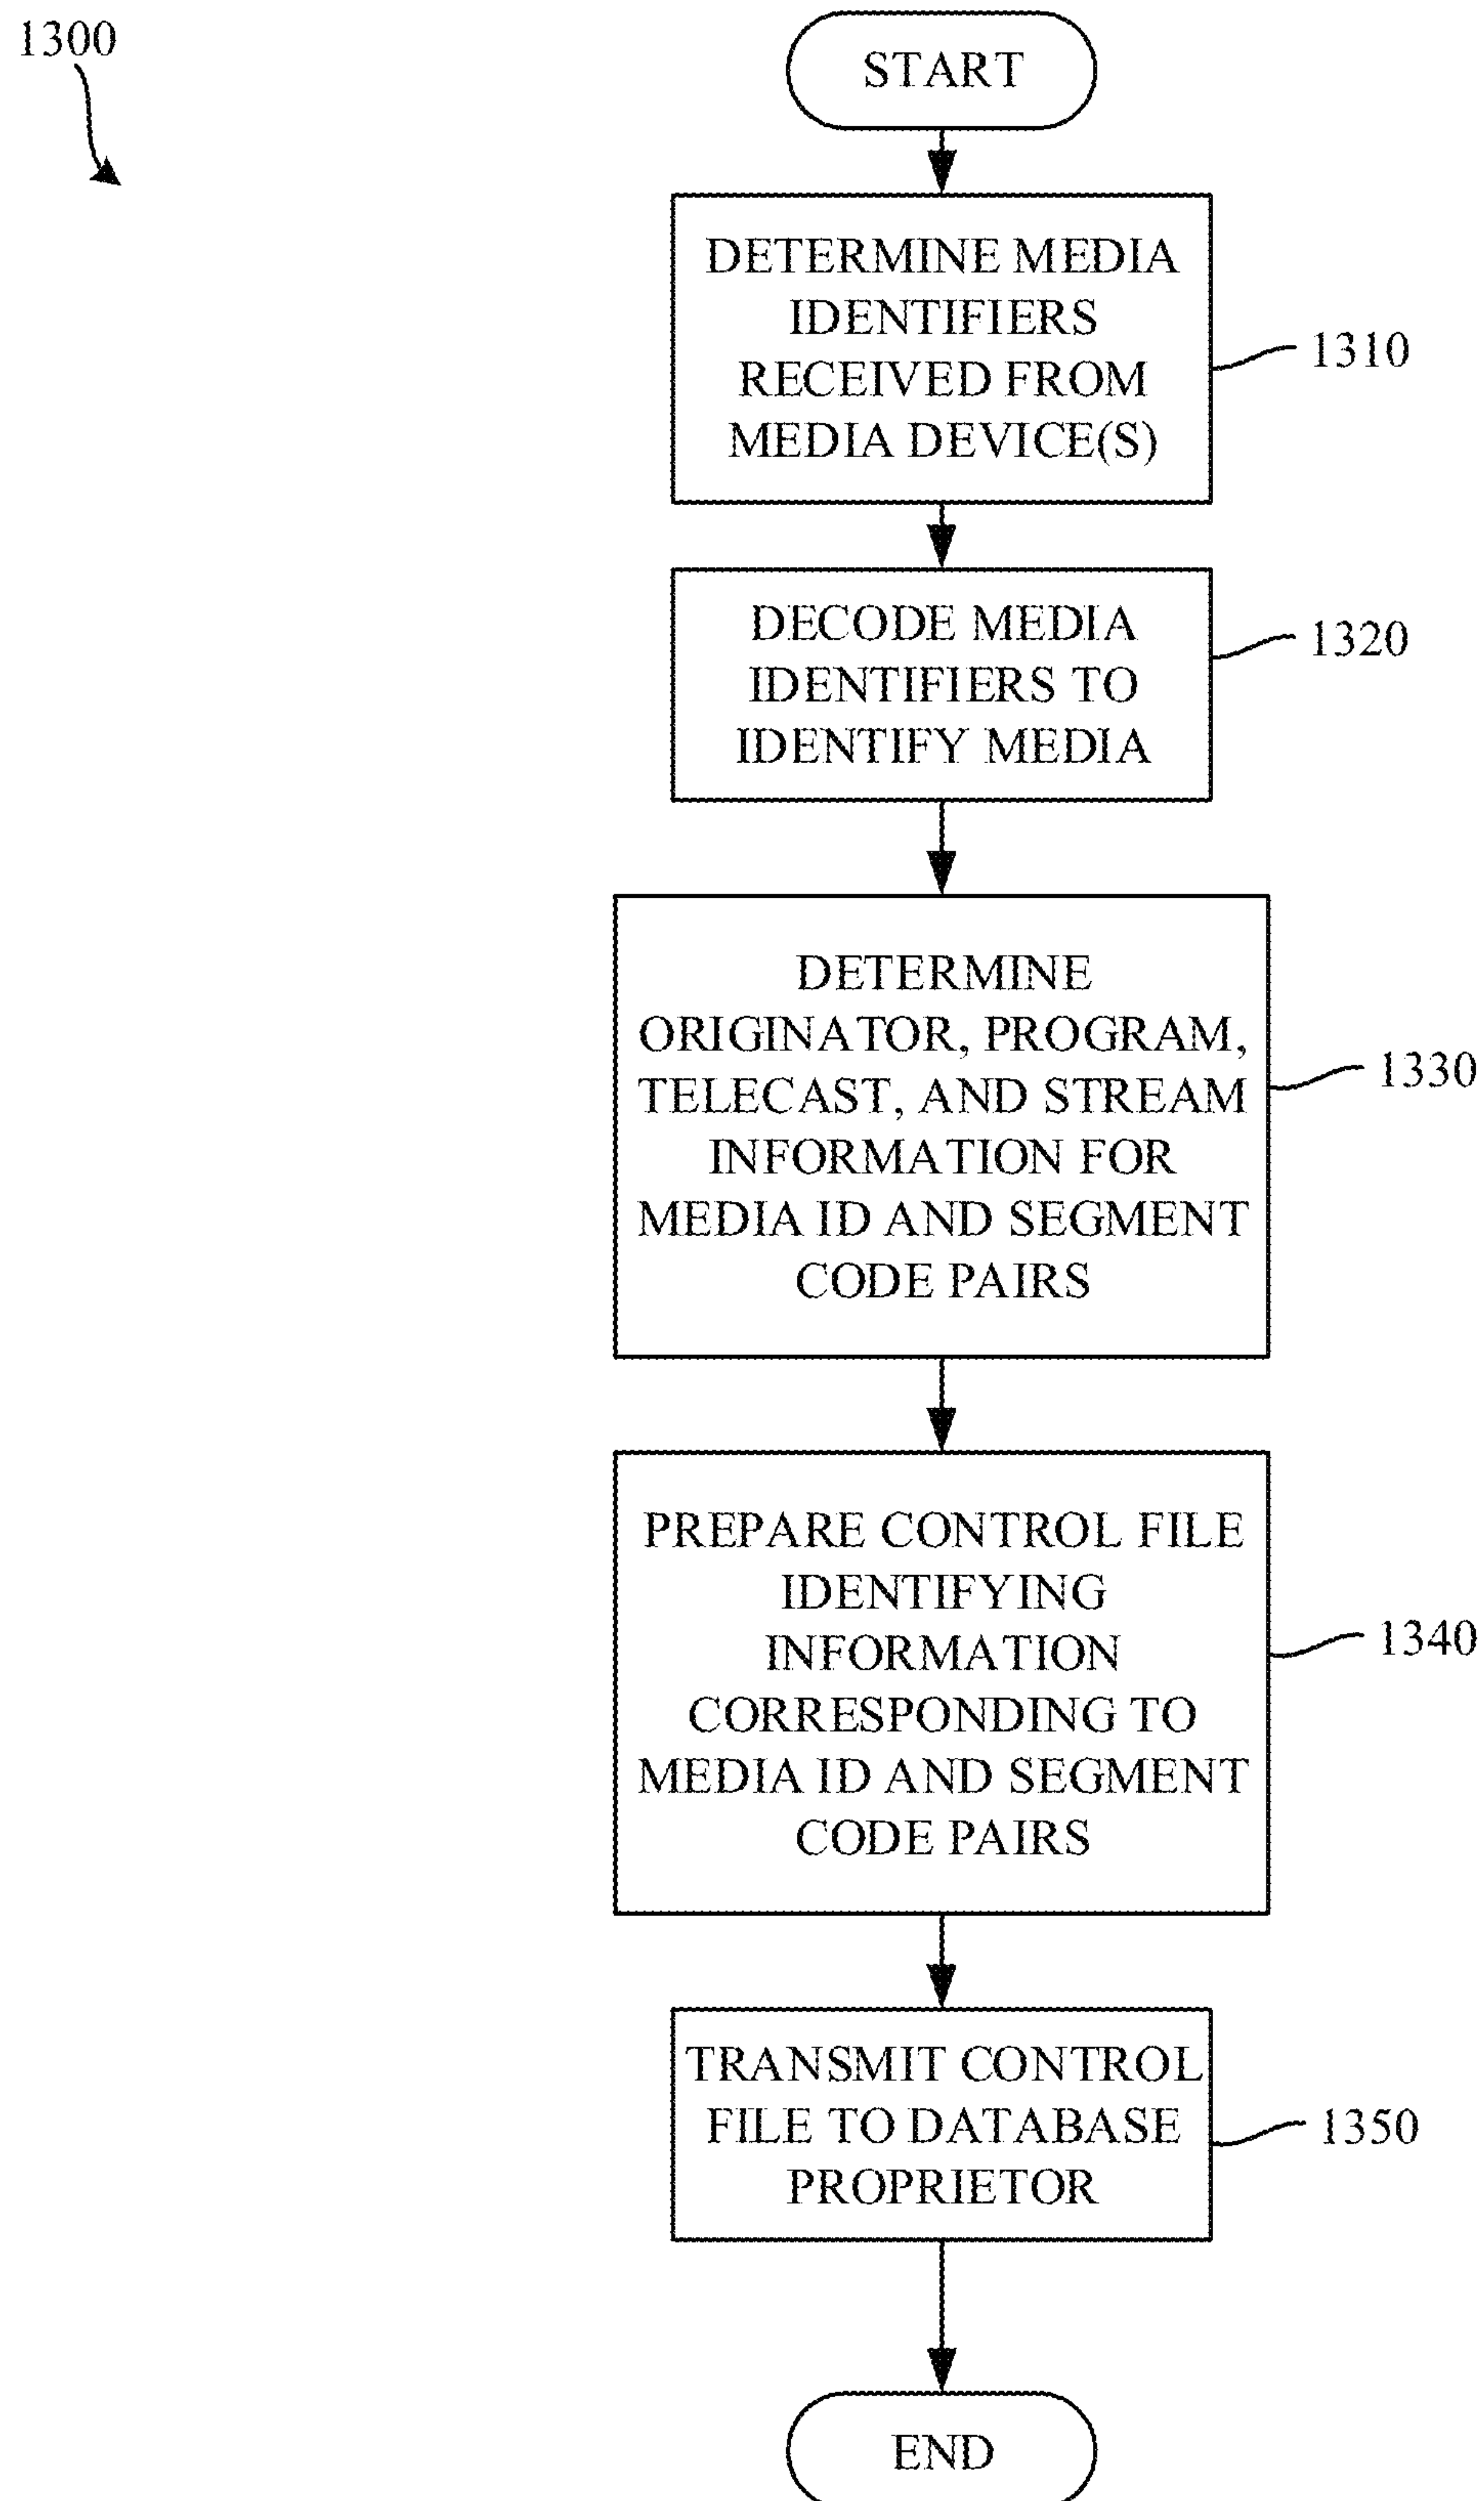 1300
START
DETERMINE MEDIA
IDENTIFIERS
RECEIVED FROM
MEDIA DEVICE(S)
1310
DECODE MEDIA
IDENTIFIERS TO
IDENTIFY MEDIA
1320
DETERMINE
ORIGINATOR, PROGRAM,
TELECAST, AND STREAM
INFORMATION FOR
MEDIA ID AND SEGMENT
CODE PAIRS
1330
PREPARE CONTROL FILE
IDENTIFYING
INFORMATION
CORRESPONDING TO
MEDIA ID AND SEGMENT
CODE PAIRS
1340
TRANSMIT CONTROL
FILE TO DATABASE
PROPRIETOR
1350
END